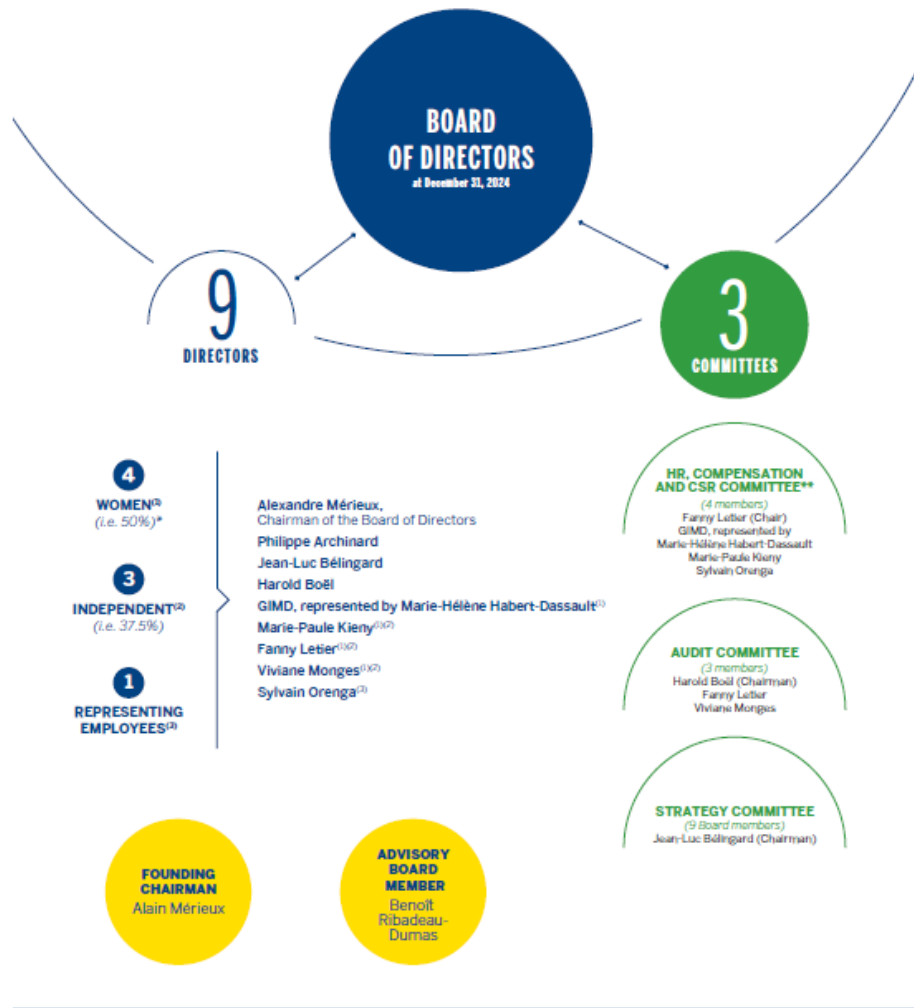 BOARD
OF DIRECTORS
at December 31, 2024
9
DIRECTORS
3
COMMITTEES
4
WOMEN(1)
(i.e. 50%)*
3
INDEPENDENT(2)
(i.e. 37.5%)
1
REPRESENTING
EMPLOYEES(3)
Alexandre Mérieux,
Chairman of the Board of Directors
Philippe Archinard
Jean-Luc Bélingard
Harold Boël
GIMD, represented by Marie-Hélène Habert-Dassault(1)
Marie-Paule Kieny(1)(2)
Fanny Letier(1)(2)
Viviane Monges(1)(2)
Sylvain Orenga(3)
HR, COMPENSATION
AND CSR COMMITTEE**
(4 members)
Fanny Letier (Chair)
GIMD, represented by
Marie-Hélène Habert-Dassault
Marie-Paule Kieny
Sylvain Orenga
AUDIT COMMITTEE
(3 members)
Harold Boël (Chairman)
Fanny Letier
Viviane Monges
STRATEGY COMMITTEE
(9 Board members)
Jean-Luc Bélingard (Chairman)
FOUNDING
CHAIRMAN
Alain Mérieux
ADVISORY
BOARD
MEMBER
Benoît
Ribadeau-
Dumas